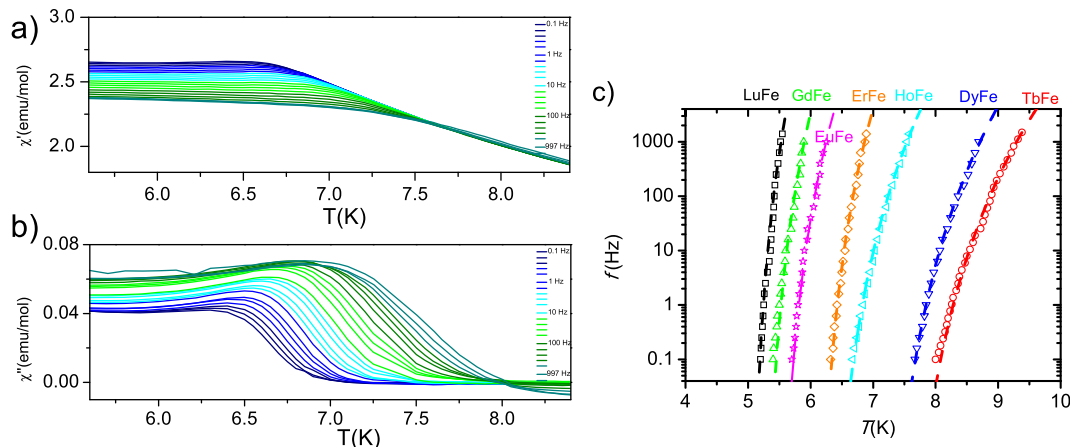 a)
3.0
2.5
2.0
χ'(emu/mol)
0.1 Hz
1 Hz
10 Hz
100 Hz
997 Hz
6.0 6.5 7.0 7.5 8.0
T(K)
b)
0.08
0.04
0.00
χ''(emu/mol)
0.1 Hz
1 Hz
10 Hz
100 Hz
997 Hz
6.0 6.5 7.0 7.5 8.0
T(K)
c)
LuFe GdFe ErFe HoFe DyFe TbFe
EuFe
1000
100
10
1
0.1
f(Hz)
4 5 6 7 8 9 10
T(K)